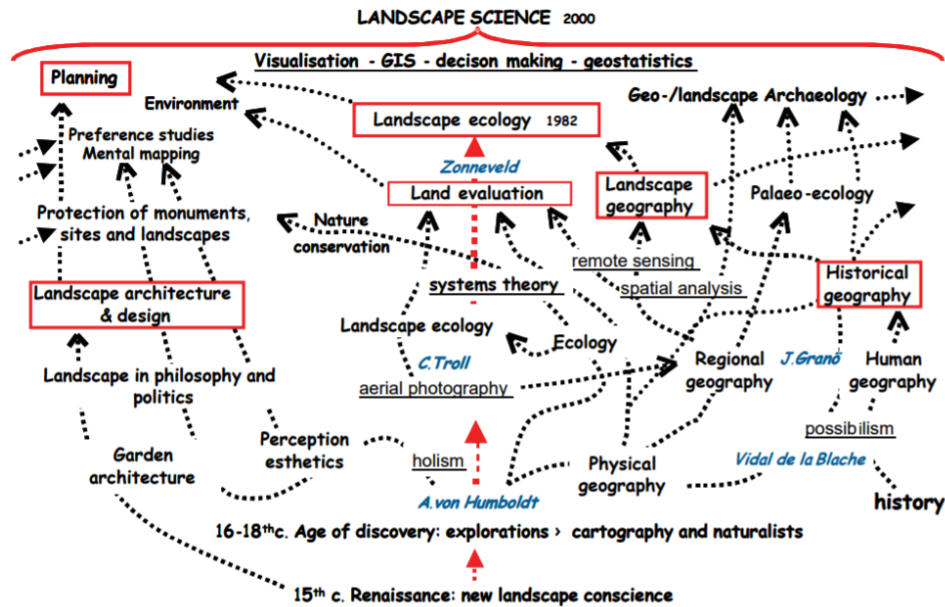 LANDSCAPE SCIENCE 2000
Visualisation - GIS - decison making - geostatistics
Planning
Environment
Geo-/landscape Archaeology
Landscape ecology 1982
Preference studies
Mental mapping
Zonneveld
Land evaluation
Landscape
geography
Palaeo-ecology
Protection of monuments,
sites and landscapes
Nature
conservation
remote sensing
systems theory
spatial analysis
Historical
geography
Landscape architecture
& design
Landscape ecology
Ecology
C.Troll
aerial photography
Regional
geography
J.Granö
Human
geography
Landscape in philosophy and
politics
possibilism
Garden
architecture
Perception
esthetics
holism
Physical
geography
Vidal de la Blache
A.von Humboldt
history
16-18thc. Age of discovery: explorations > cartography and naturalists
15th c. Renaissance: new landscape conscience